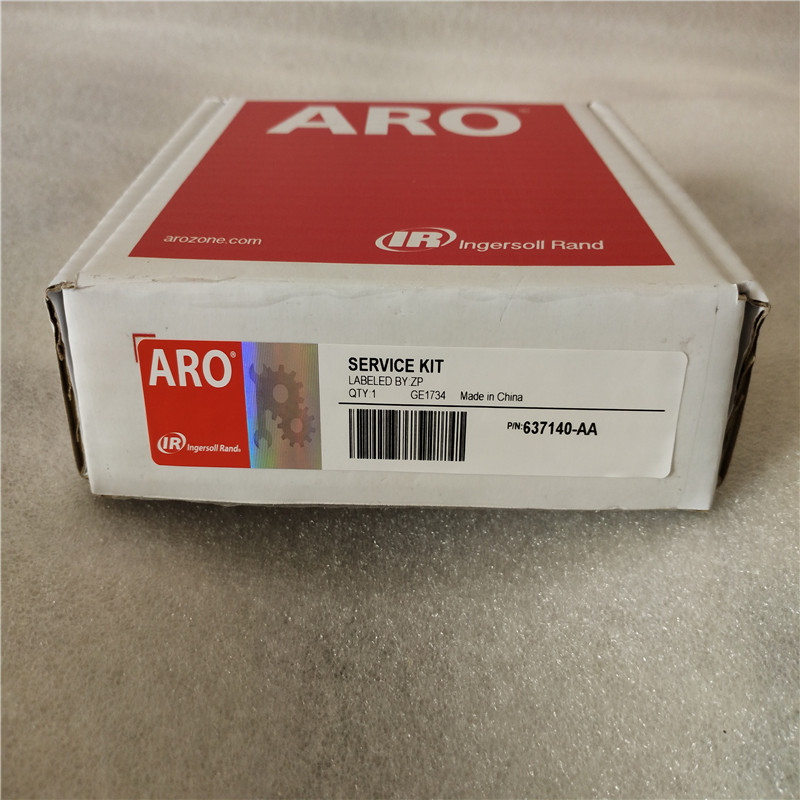 ARO®
arozone.com
IR Ingersoll Rand
ARO®
IR Ingersoll Rand®
SERVICE KIT
LABELED BY:ZP
QTY:1 GE1734 Made in China
P/N:637140-AA